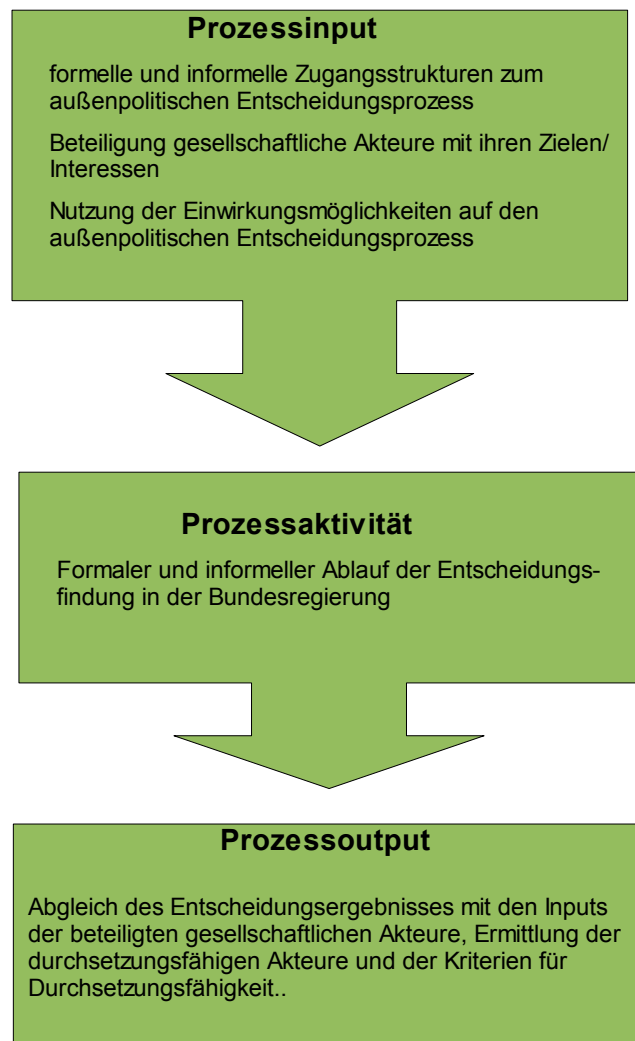 Prozessinput
formelle und informelle Zugangsstrukturen zum
außenpolitischen Entscheidungsprozess
Beteiligung gesellschaftliche Akteure mit ihren Zielen/
Interessen
Nutzung der Einwirkungsmöglichkeiten auf den
außenpolitischen Entscheidungsprozess
Prozessaktivität
Formaler und informeller Ablauf der Entscheidungs-
findung in der Bundesregierung
Prozessoutput
Abgleich des Entscheidungsergebnisses mit den Inputs
der beteiligten gesellschaftlichen Akteure, Ermittlung der
durchsetzungsfähigen Akteure und der Kriterien für
Durchsetzungsfähigkeit..